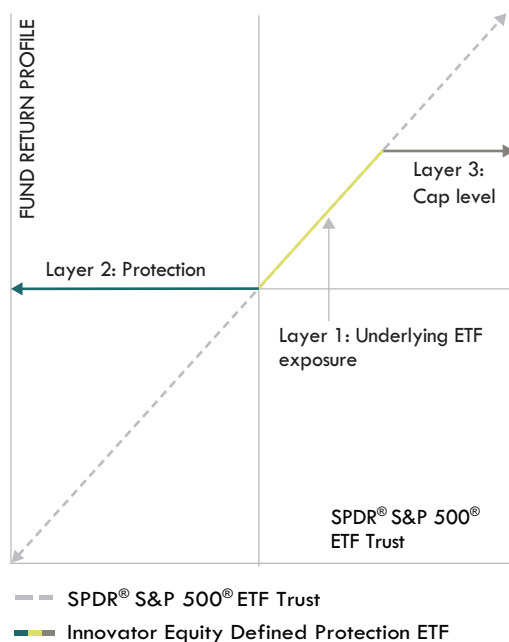 FUND RETURN PROFILE
Layer 3:
Cap level
Layer 2: Protection
Layer 1: Underlying ETF
exposure
SPDR® S&P 500®
ETF Trust
SPDR® S&P 500® ETF Trust
Innovator Equity Defined Protection ETF